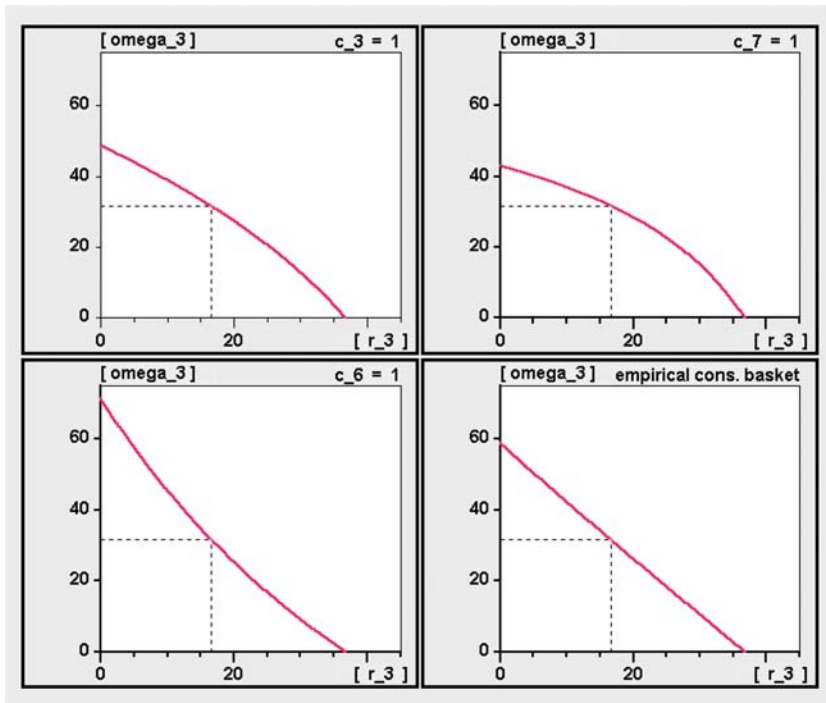 [ omega_3 ] c_3 = 1
60
40
20
0
0 20
[ r_3 ]
[ omega_3 ] c_7 = 1
60
40
20
0
0 20
[ r_3 ]
[ omega_3 ] c_6 = 1
60
40
20
0
0 20
[ r_3 ]
[ omega_3 ] empirical cons. basket
60
40
20
0
0 20
[ r_3 ]